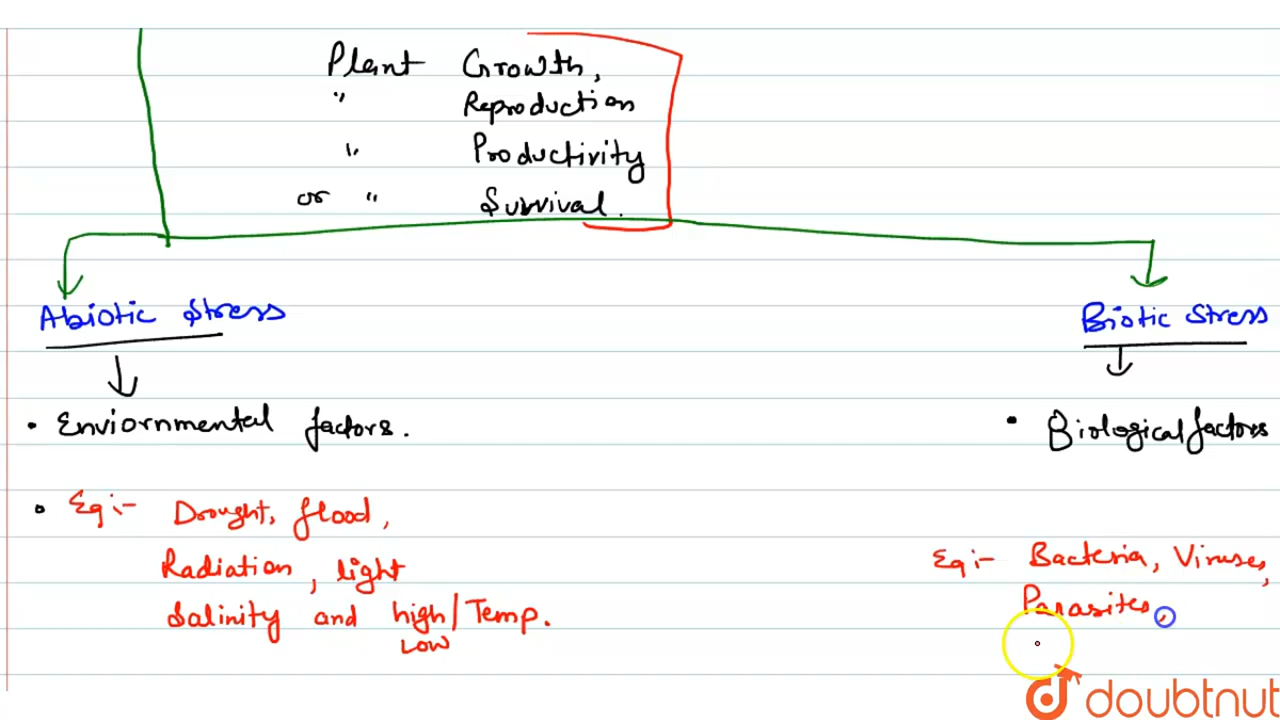 Plant Growth,
" Reproduction
" Productivity
or " Survival.
Abiotic Stress
Biotic Stress
• Enviornmental factors.
• Biological factors
• Eg:- Drought, flood,
Radiation, light
Salinity and high/Temp.
Low
Eg:- Bacteria, Viruses,
Parasites,
doubtnut